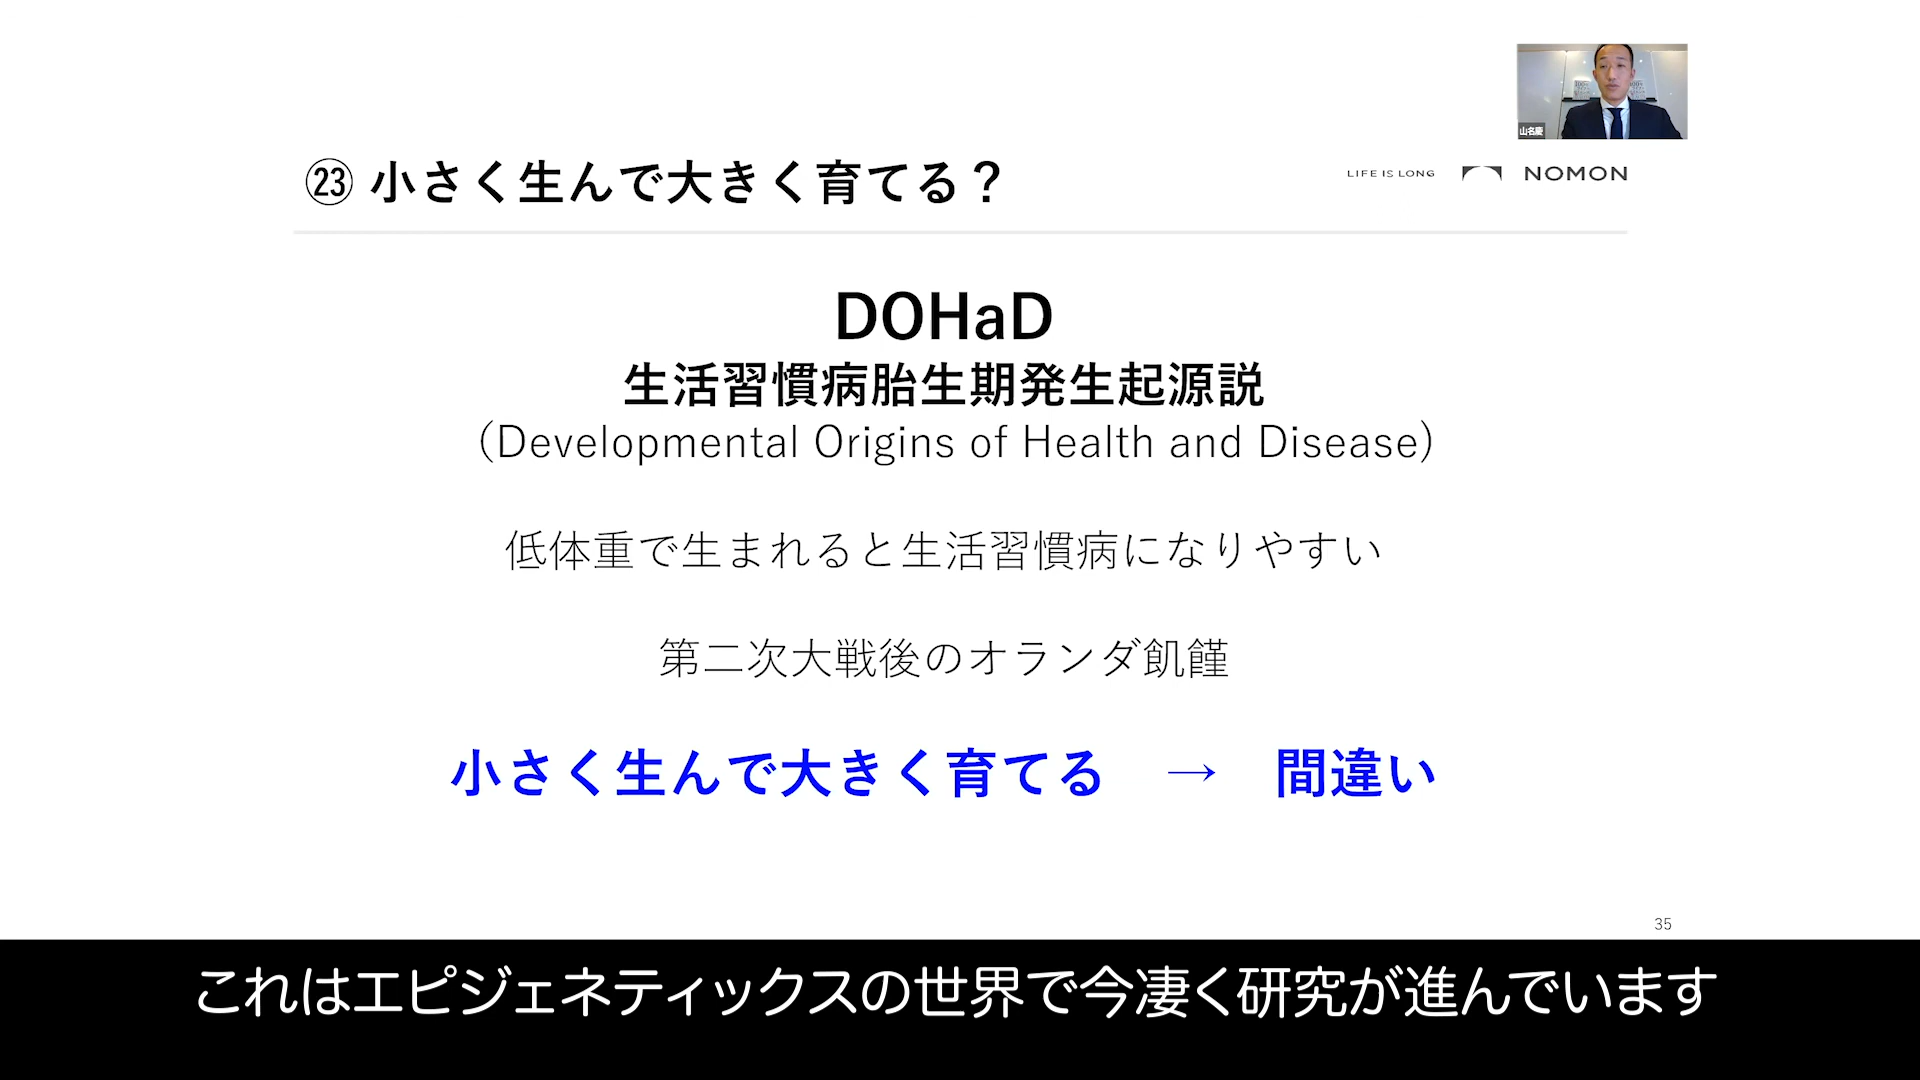 山名慶
㉓ 小さく生んで大きく育てる？
LIFE IS LONG NOMON
DOHaD
生活習慣病胎生期発生起源説
（Developmental Origins of Health and Disease）
低体重で生まれると生活習慣病になりやすい
第二次大戦後のオランダ飢饉
小さく生んで大きく育てる　→　間違い
35
これはエピジェネティックスの世界で今凄く研究が進んでいます